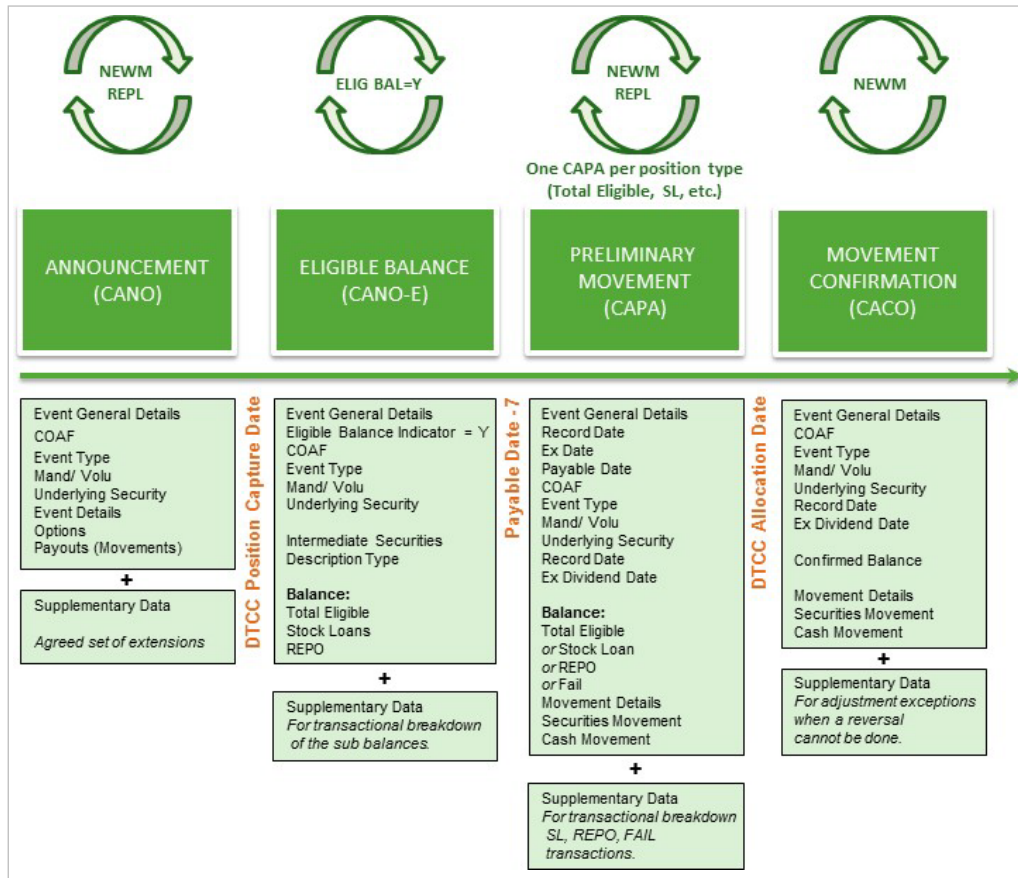 NEWM
REPL
ELIG BAL=Y
NEWM
REPL
NEWM
One CAPA per position type
(Total Eligible, SL, etc.)
ANNOUNCEMENT
(CANO)
ELIGIBLE BALANCE
(CANO-E)
PRELIMINARY
MOVEMENT
(CAPA)
MOVEMENT
CONFIRMATION
(CACO)
Event General Details
COAF
Event Type
Mand/ Volu
Underlying Security
Event Details
Options
Payouts (Movements)
+
Supplementary Data
Agreed set of extensions
DTCC Position Capture Date
Event General Details
Eligible Balance Indicator = Y
COAF
Event Type
Mand/ Volu
Underlying Security
Intermediate Securities
Description Type
Balance:
Total Eligible
Stock Loans
REPO
+
Supplementary Data
For transactional breakdown
of the sub balances.
Payable Date -7
Event General Details
Record Date
Ex Date
Payable Date
COAF
Event Type
Mand/ Volu
Underlying Security
Record Date
Ex Dividend Date
Balance:
Total Eligible
or Stock Loan
or REPO
or Fail
Movement Details
Securities Movement
Cash Movement
+
Supplementary Data
For transactional breakdown
SL, REPO, FAIL
transactions.
DTCC Allocation Date
Event General Details
COAF
Event Type
Mand/ Volu
Underlying Security
Record Date
Ex Dividend Date
Confirmed Balance
Movement Details
Securities Movement
Cash Movement
+
Supplementary Data
For adjustment exceptions
when a reversal
cannot be done.